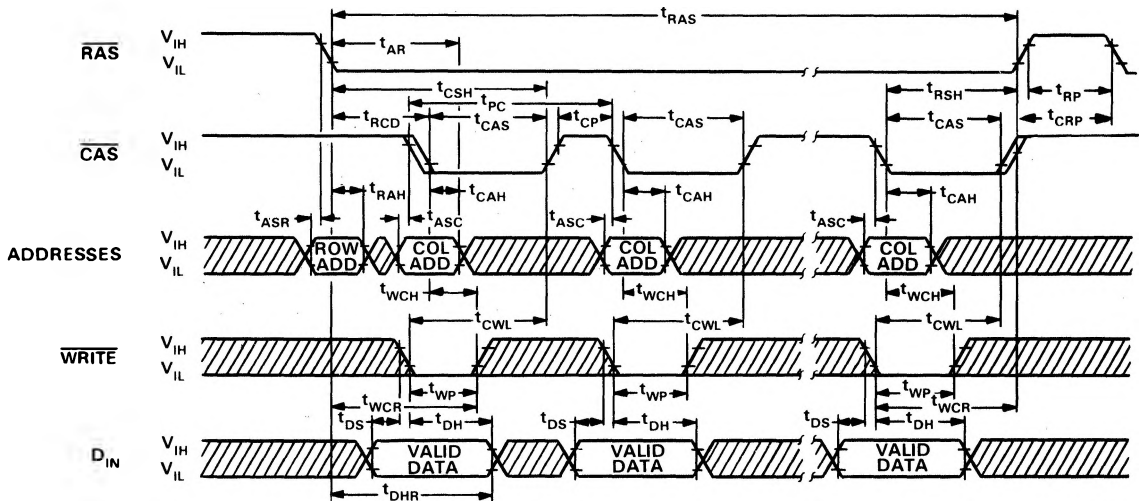 tRAS
RAS VIH VIL
tAR
tCSH
tPC
tRSH
tRP
tRCD tCAS tCP tCAS tCAS tCRP
CAS VIH VIL
tRAH tCAH tCAH tCAH
tASR tASC tASC tASC
ADDRESSES VIH VIL ROW ADD COL ADD COL ADD COL ADD
tWCH tWCH tWCH
tCWL tCWL tCWL
WRITE VIH VIL
tWP tWP tWP
tWCR tWCR
tDS tDH tDS tDH tDS tDH
DIN VIH VIL VALID DATA VALID DATA VALID DATA
tDHR